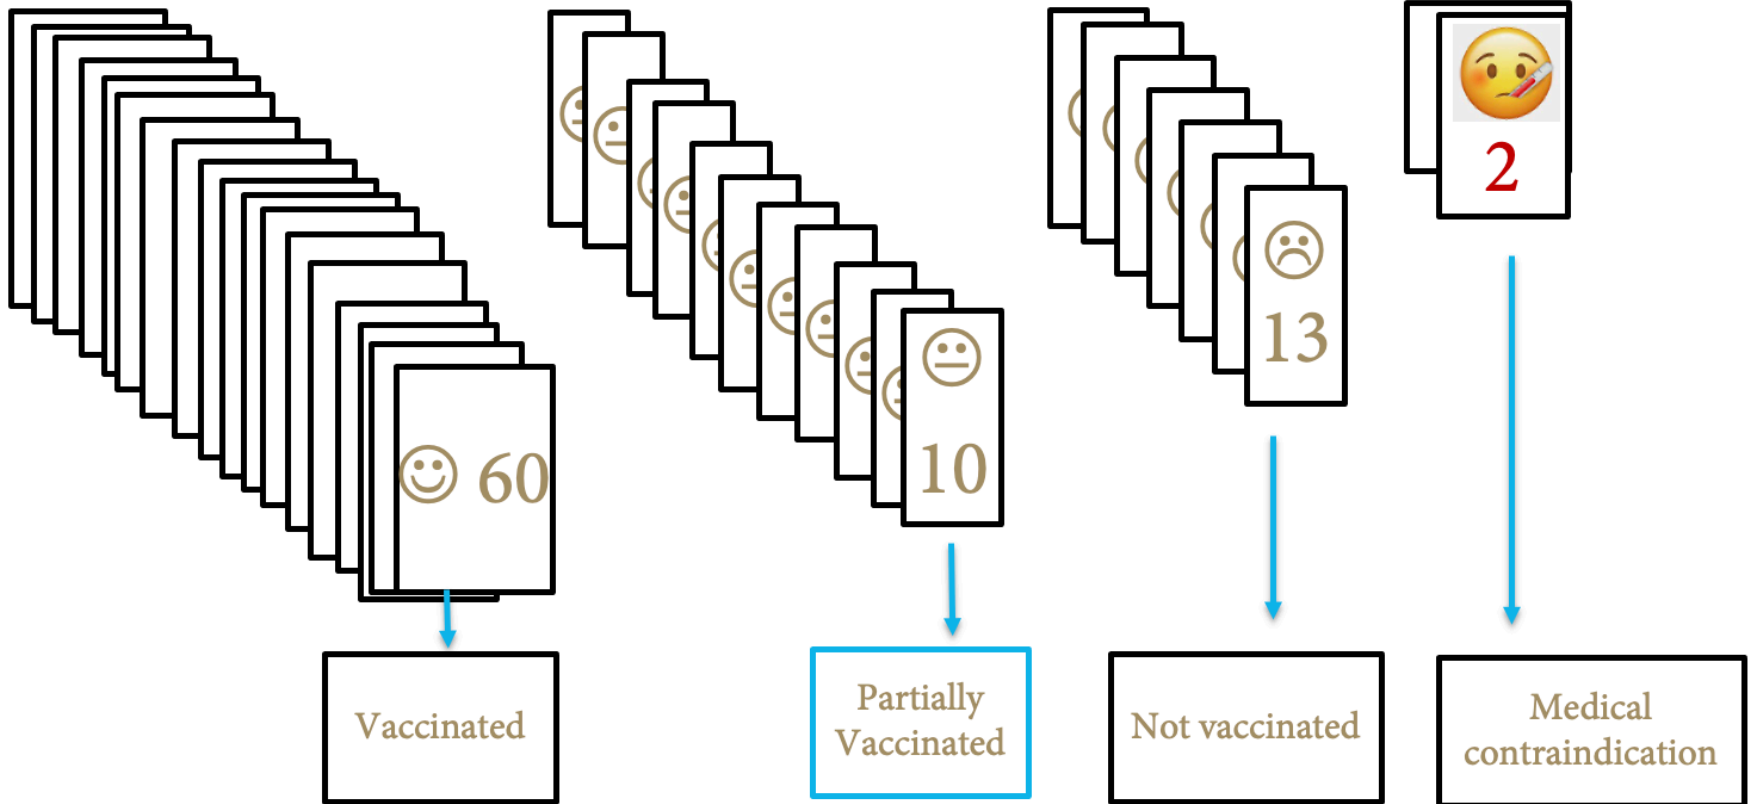 60
10
13
2
Vaccinated
Partially
Vaccinated
Not vaccinated
Medical
contraindication